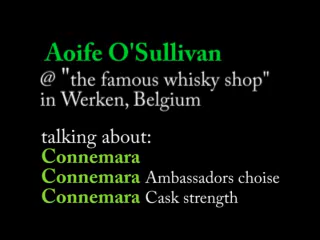 Aoife O'Sullivan
@ "the famous whisky shop"
in Werken, Belgium
talking about:
Connemara
Connemara Ambassadors choise
Connemara Cask strength